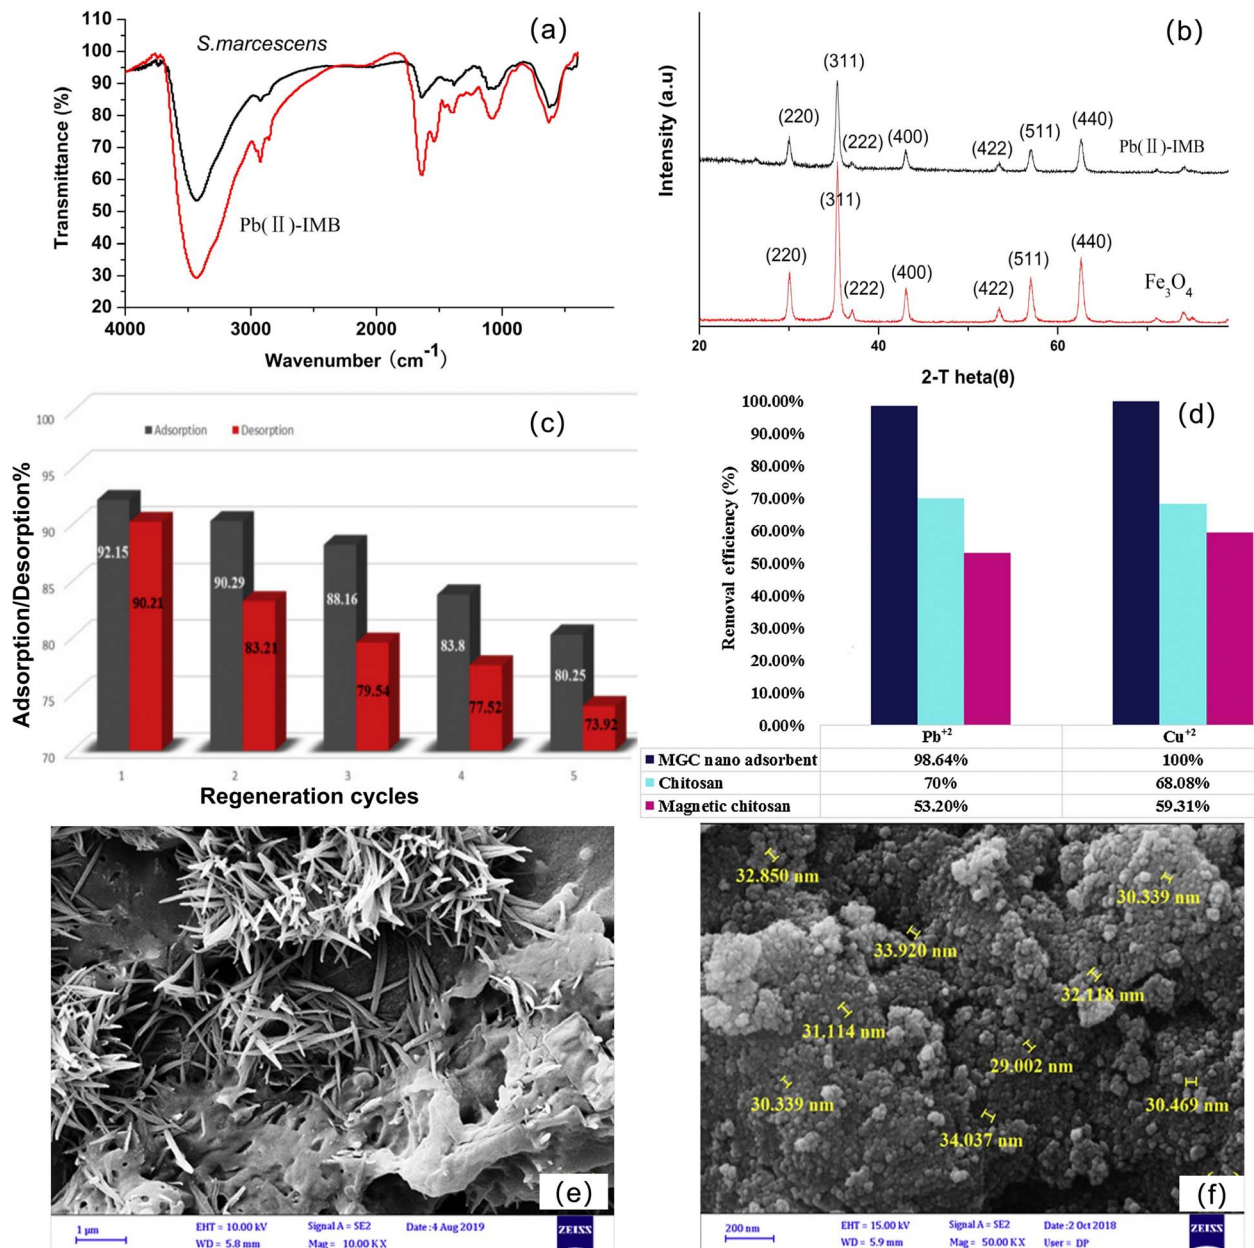 (a)
S.marcescens
Pb(Ⅱ)-IMB
Transmittance (%)
110
100
90
80
70
60
50
40
30
20
4000
3000
2000
1000
Wavenumber (cm-1)
(b)
Intensity (a.u)
(220)
(311)
(222)
(400)
(422)
(511)
(440)
Pb(Ⅱ)-IMB
(220)
(311)
(222)
(400)
(422)
(511)
(440)
Fe3O4
20
40
60
2-T heta(θ)
(c)
Adsorption/Desorption%
100
95
90
85
80
75
70
Adsorption
Desorption
92.15
90.21
90.29
83.21
88.16
79.54
83.8
77.52
80.25
73.92
1
2
3
4
5
Regeneration cycles
(d)
Removal efficiency (%)
100.00%
90.00%
80.00%
70.00%
60.00%
50.00%
40.00%
30.00%
20.00%
10.00%
0.00%
Pb+2 Cu+2
MGC nano adsorbent 98.64% 100%
Chitosan 70% 68.08%
Magnetic chitosan 53.20% 59.31%
(e)
1 µm
EHT = 10.00 kV Signal A = SE2 Date :4 Aug 2019
WD = 5.8 mm Mag = 10.00 K X
ZEISS
32.850 nm
30.339 nm
33.920 nm
32.118 nm
31.114 nm
29.002 nm
30.339 nm
30.469 nm
34.037 nm
(f)
200 nm
EHT = 15.00 kV Signal A = SE2 Date :2 Oct 2018
WD = 5.9 mm Mag = 50.00 K X User = DP
ZEISS